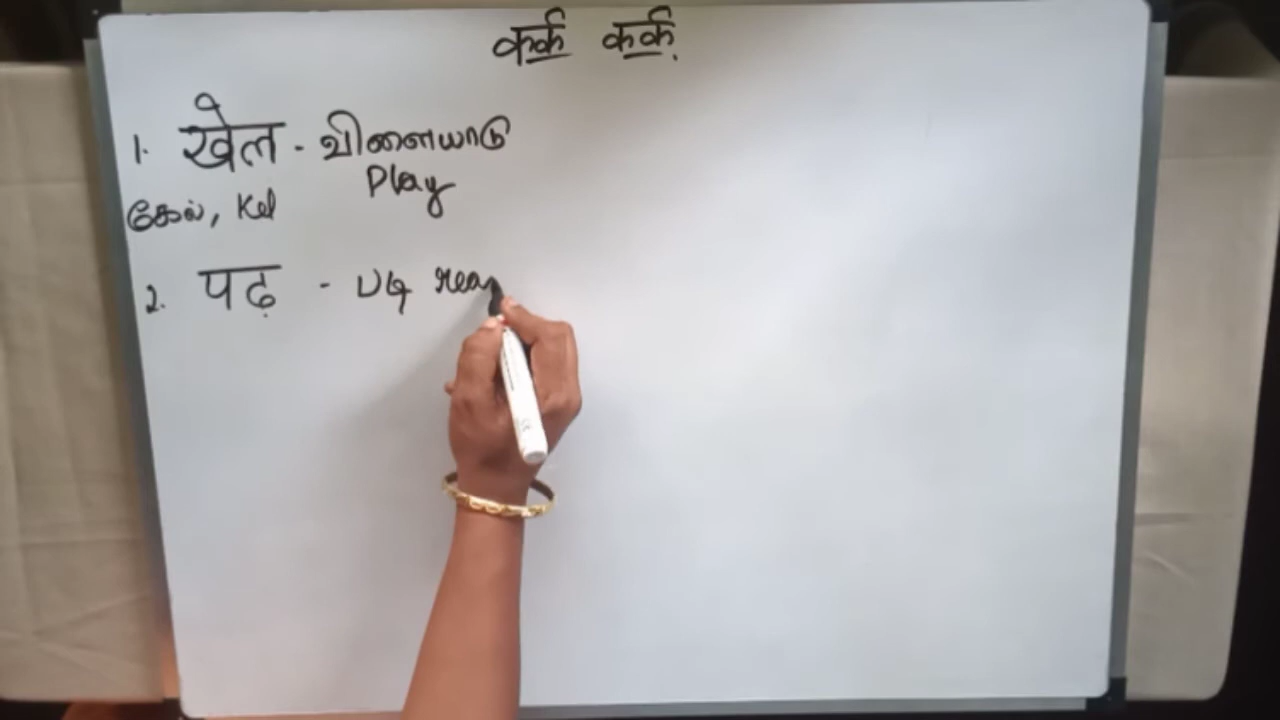 कर्क कर्क.
1. खेल - விளையாடு
Play
கேல், Kel
2. पढ़ - படி rea